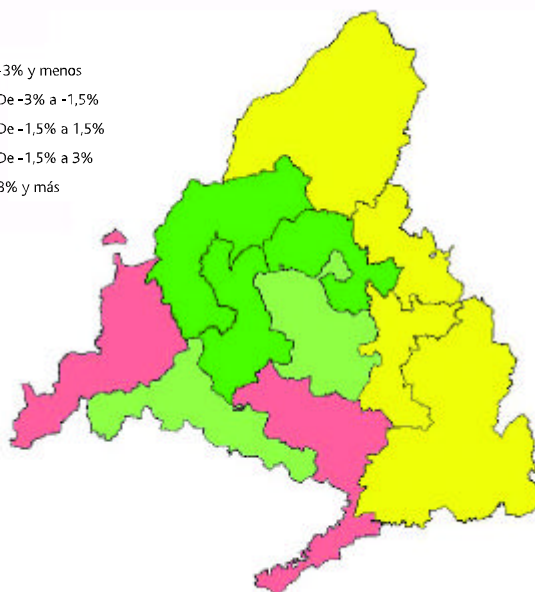 -3% y menos
De -3% a -1,5%
De -1,5% a 1,5%
De -1,5% a 3%
3% y más